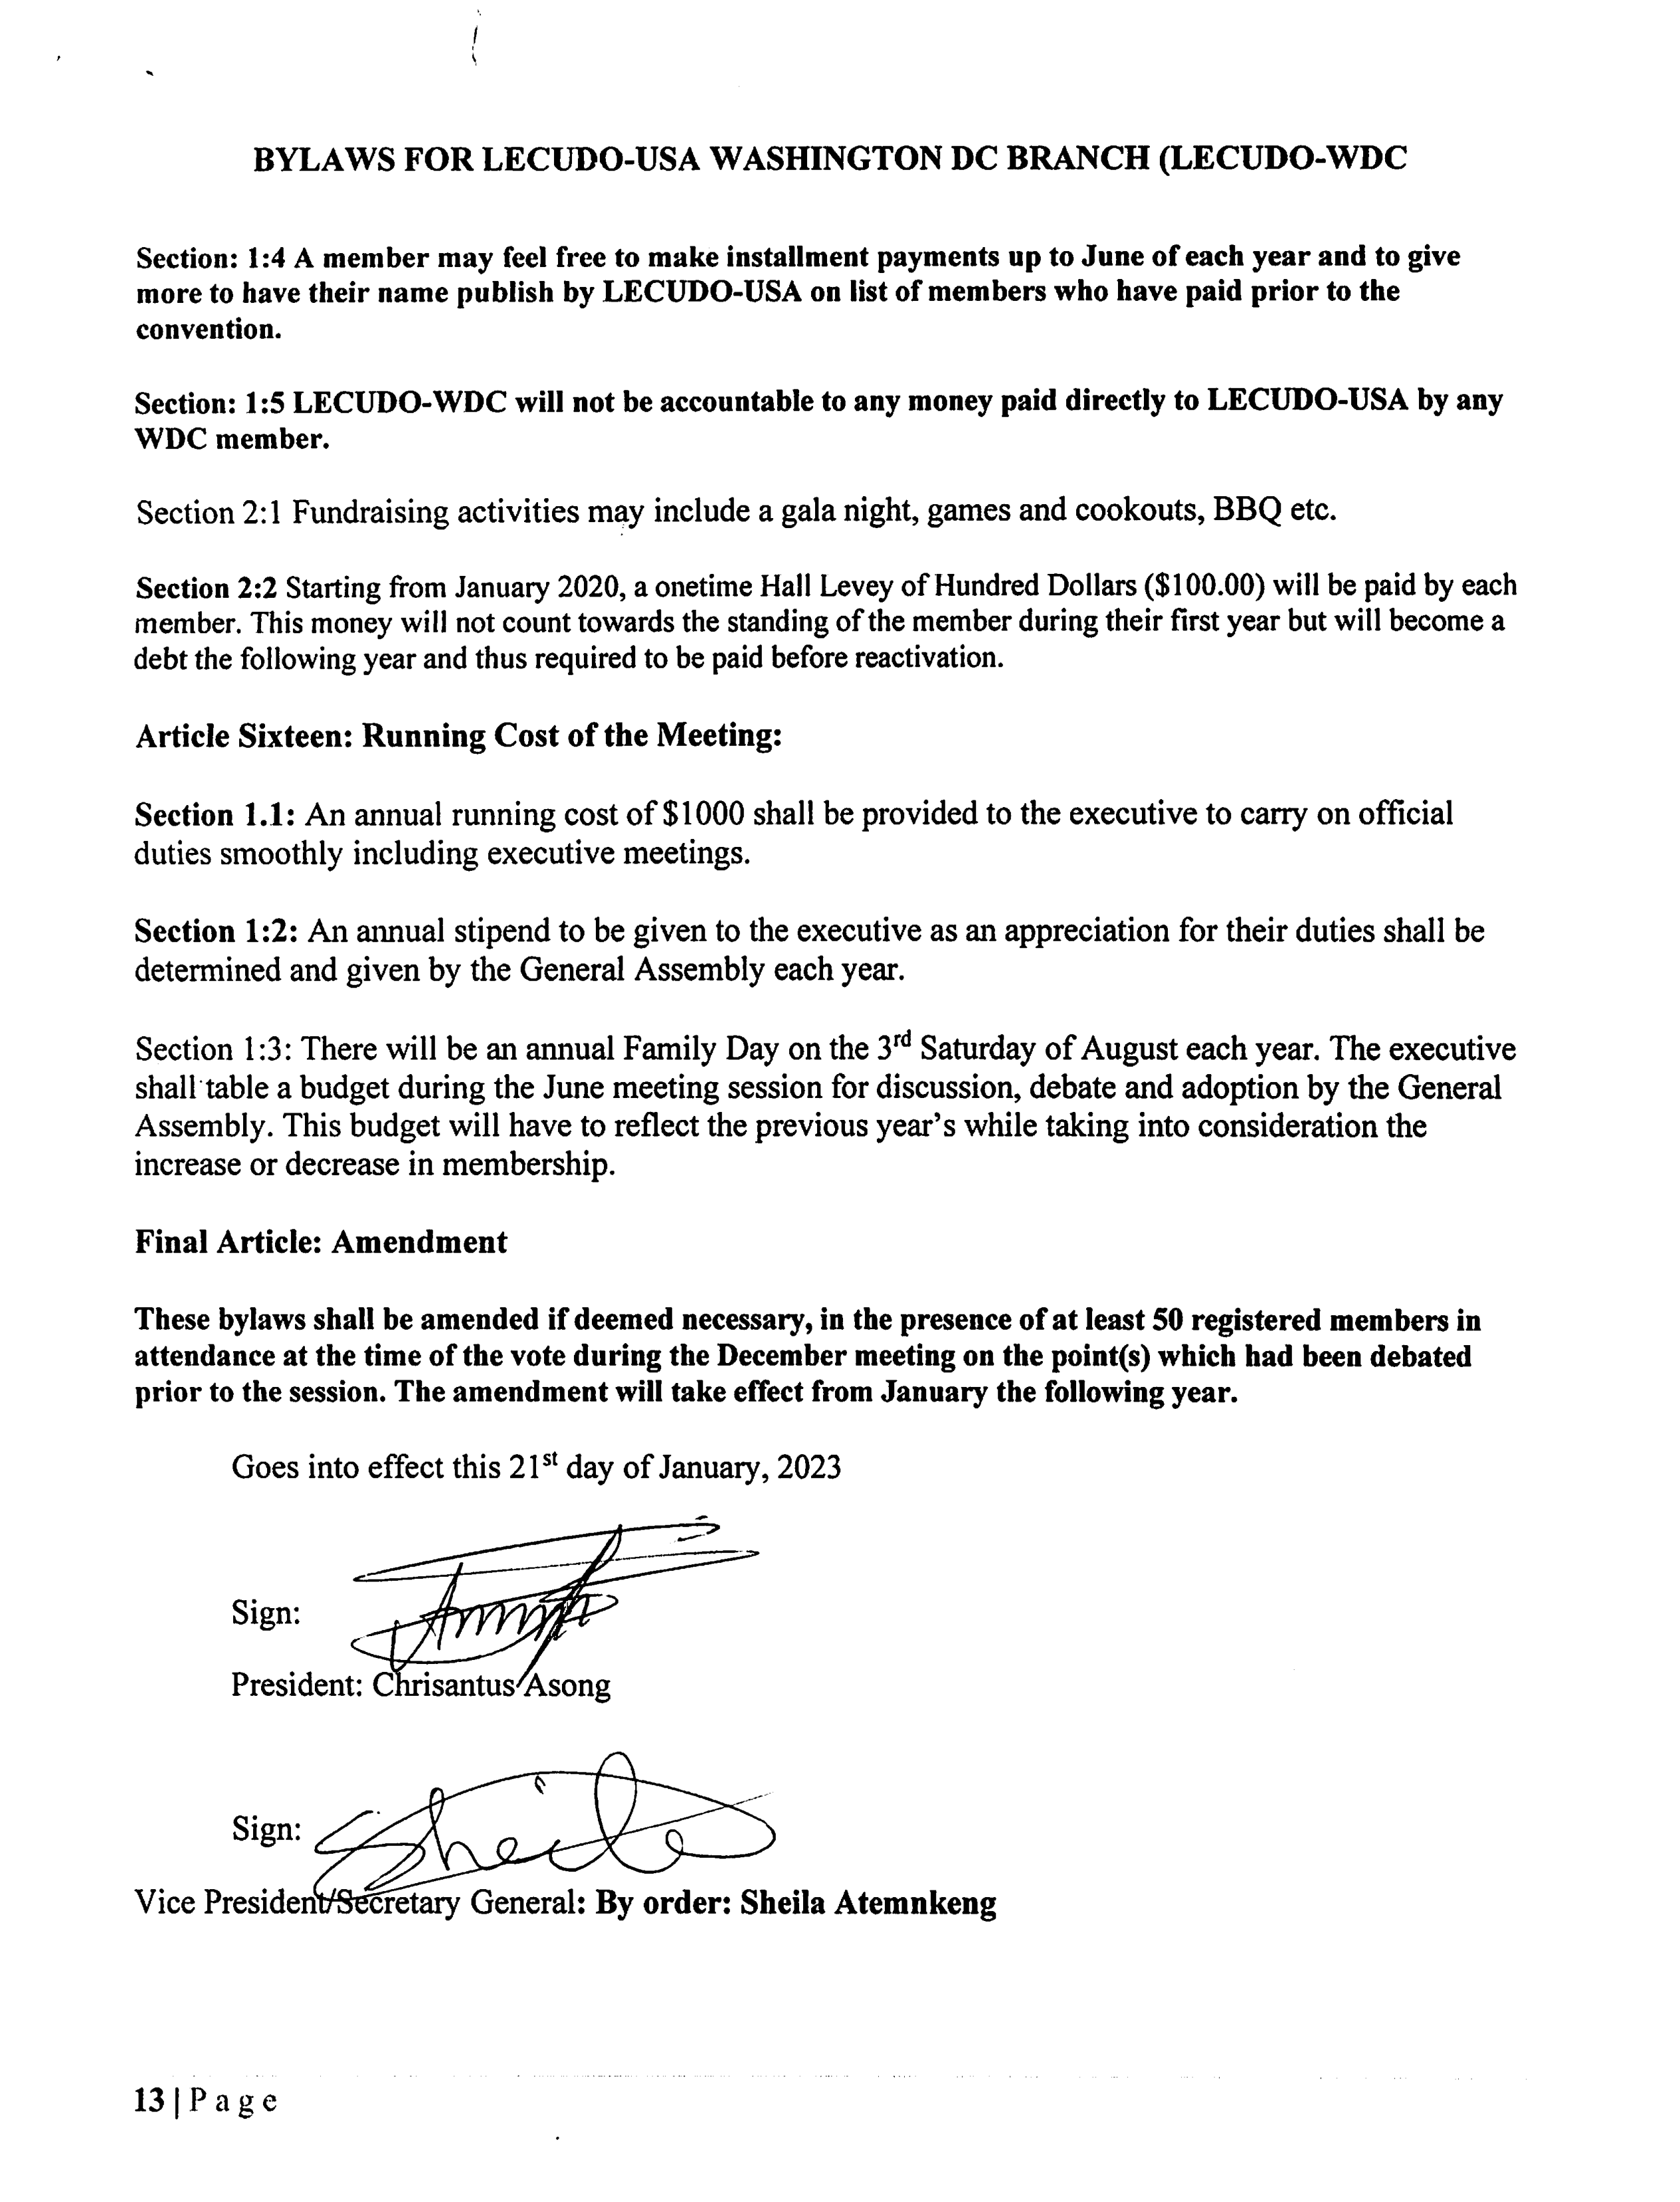 BYLAWS FOR LECUDO-USA WASHINGTON DC BRANCH (LECUDO-WDC
Section: 1:4 A member may feel free to make installment payments up to June of each year and to give
more to have their name publish by LECUDO-USA on list of members who have paid prior to the
convention.
Section: 1:5 LECUDO-WDC will not be accountable to any money paid directly to LECUDO-USA by any
WDC member.
Section 2:1 Fundraising activities may include a gala night, games and cookouts, BBQ etc.
Section 2:2 Starting from January 2020, a onetime Hall Levey of Hundred Dollars ($100.00) will be paid by each
member. This money will not count towards the standing of the member during their first year but will become a
debt the following year and thus required to be paid before reactivation.
Article Sixteen: Running Cost of the Meeting:
Section 1.1: An annual running cost of $1000 shall be provided to the executive to carry on official
duties smoothly including executive meetings.
Section 1:2: An annual stipend to be given to the executive as an appreciation for their duties shall be
determined and given by the General Assembly each year.
Section 1:3: There will be an annual Family Day on the 3rd Saturday of August each year. The executive
shall table a budget during the June meeting session for discussion, debate and adoption by the General
Assembly. This budget will have to reflect the previous year's while taking into consideration the
increase or decrease in membership.
Final Article: Amendment
These bylaws shall be amended if deemed necessary, in the presence of at least 50 registered members in
attendance at the time of the vote during the December meeting on the point(s) which had been debated
prior to the session. The amendment will take effect from January the following year.
Goes into effect this 21st day of January, 2023
Sign:
President: Chrisantus Asong
Sign: Sheila
Vice President/Secretary General: By order: Sheila Atemnkeng
13 | P a g e